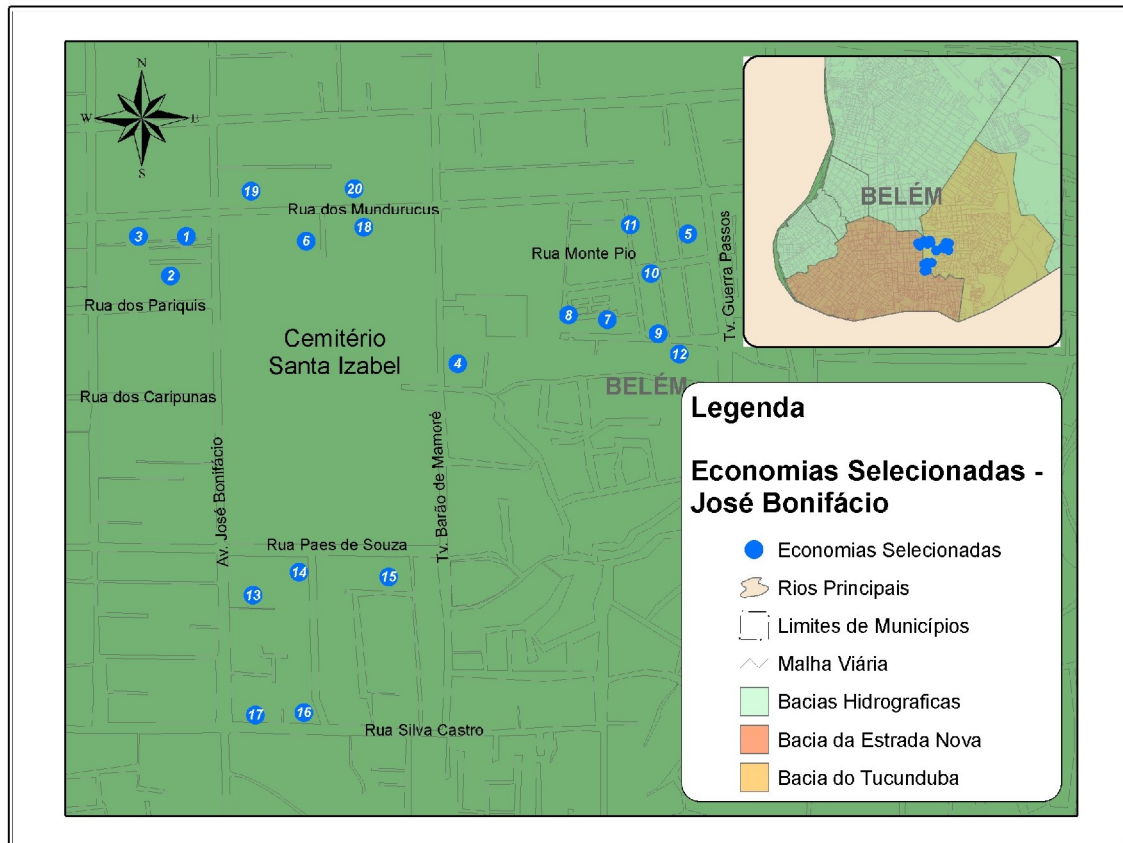 N
W
E
S
BELÉM
19
20
Rua dos Mundurucus
18
3
1
6
11
5
Rua Monte Pio
2
10
Rua dos Pariquis
Tv. Guerra Passos
8
7
9
Cemitério
Santa Izabel
12
4
BELÉM
Rua dos Caripunas
Av. José Bonifácio
Tv. Barão de Mamoré
Rua Paes de Souza
14
15
13
17
16
Rua Silva Castro
Legenda
Economias Selecionadas -
José Bonifácio
Economias Selecionadas
Rios Principais
Limites de Municípios
Malha Viária
Bacias Hidrograficas
Bacia da Estrada Nova
Bacia do Tucunduba